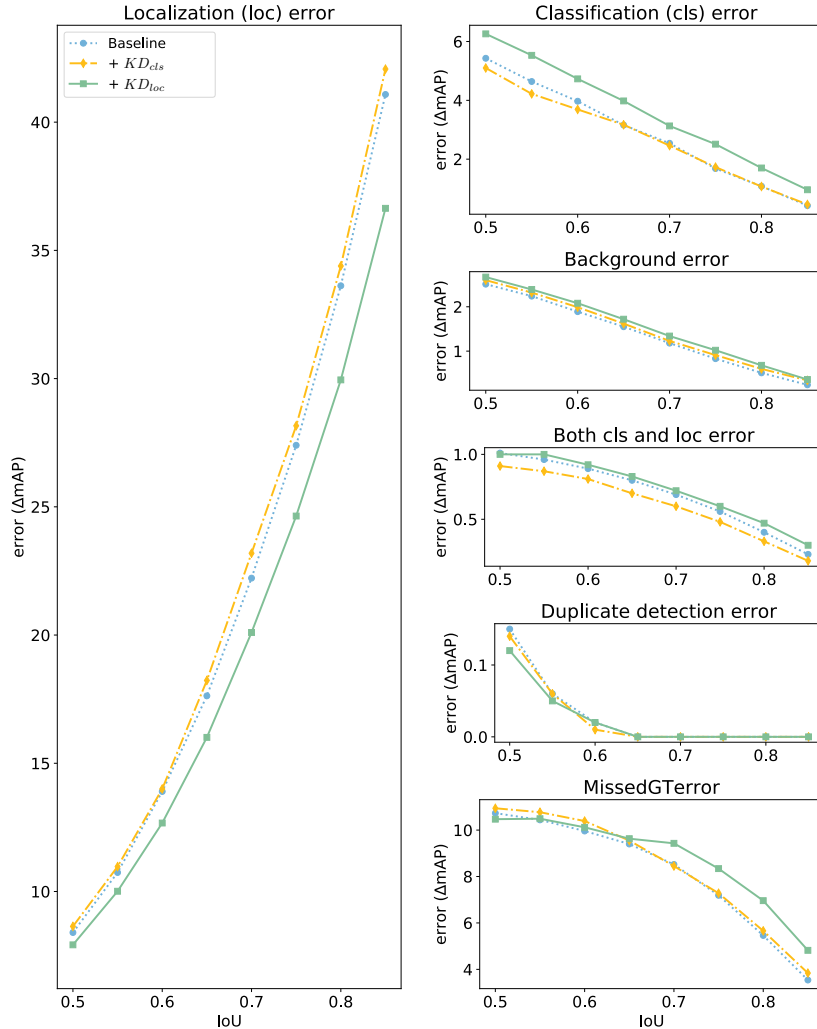 Localization (loc) error
Baseline
+ KD_cls
+ KD_loc
error (ΔmAP)
40
35
30
25
20
15
10
0.5 0.6 0.7 0.8
IoU
Classification (cls) error
error (ΔmAP)
6
4
2
0.5 0.6 0.7 0.8
Background error
error (ΔmAP)
2
1
0.5 0.6 0.7 0.8
Both cls and loc error
error (ΔmAP)
1.0
0.5
0.5 0.6 0.7 0.8
Duplicate detection error
error (ΔmAP)
0.1
0.0
0.5 0.6 0.7 0.8
MissedGTerror
error (ΔmAP)
10
8
6
4
0.5 0.6 0.7 0.8
IoU